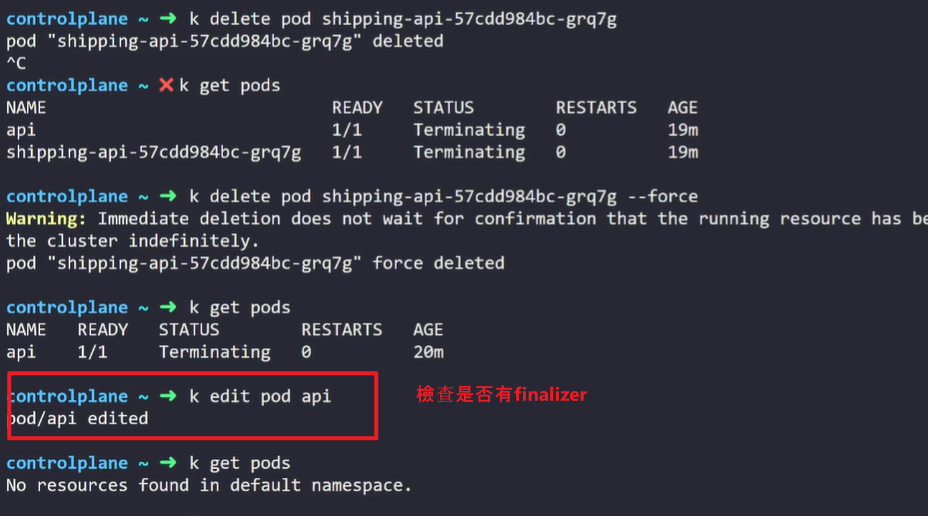 controlplane ~ ➜ k delete pod shipping-api-57cdd984bc-grq7g
pod "shipping-api-57cdd984bc-grq7g" deleted
^C
controlplane ~ ✖ k get pods
NAME READY STATUS RESTARTS AGE
api 1/1 Terminating 0 19m
shipping-api-57cdd984bc-grq7g 1/1 Terminating 0 19m
controlplane ~ ➜ k delete pod shipping-api-57cdd984bc-grq7g --force
Warning: Immediate deletion does not wait for confirmation that the running resource has be
the cluster indefinitely.
pod "shipping-api-57cdd984bc-grq7g" force deleted
controlplane ~ ➜ k get pods
NAME READY STATUS RESTARTS AGE
api 1/1 Terminating 0 20m
controlplane ~ ➜ k edit pod api 檢查是否有finalizer
pod/api edited
controlplane ~ ➜ k get pods
No resources found in default namespace.